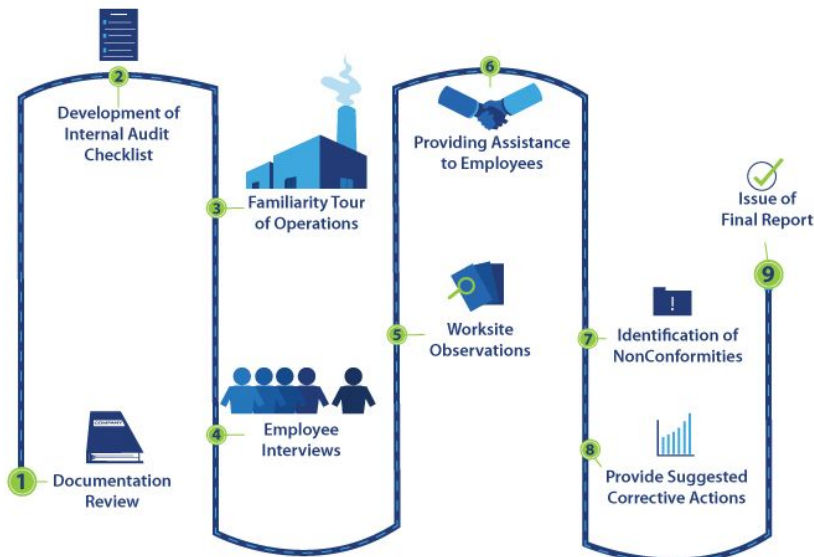 1
Documentation
Review
2
Development of
Internal Audit
Checklist
3
Familiarity Tour
of Operations
4
Employee
Interviews
5
Worksite
Observations
6
Providing Assistance
to Employees
7
Identification of
NonConformities
8
Provide Suggested
Corrective Actions
9
Issue of
Final Report
COMPANY
!